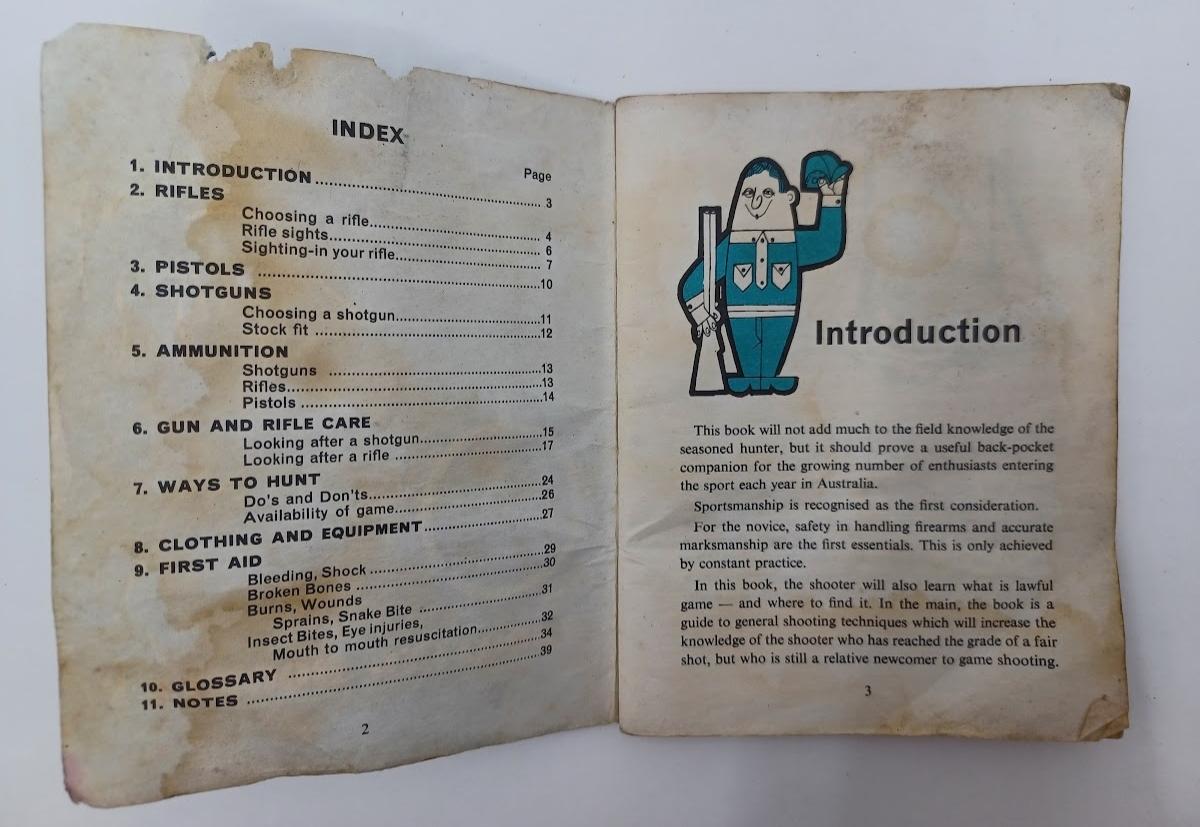 INDEX
Page
1. INTRODUCTION ........ 3
2. RIFLES
Choosing a rifle........ 4
Rifle sights........ 6
Sighting-in your rifle........ 7
3. PISTOLS ........10
4. SHOTGUNS
Choosing a shotgun........11
Stock fit ........12
5. AMMUNITION
Shotguns ........13
Rifles........13
Pistols ........14
6. GUN AND RIFLE CARE
Looking after a shotgun........15
Looking after a rifle ........17
7. WAYS TO HUNT
Do's and Don'ts........24
Availability of game........26
8. CLOTHING AND EQUIPMENT........27
9. FIRST AID
Bleeding, Shock ........29
Broken Bones ........30
Burns, Wounds
Sprains, Snake Bite ........31
Insect Bites, Eye injuries,
Mouth to mouth resuscitation........32
10. GLOSSARY ........34
11. NOTES ........39
2
Introduction
This book will not add much to the field knowledge of the
seasoned hunter, but it should prove a useful back-pocket
companion for the growing number of enthusiasts entering
the sport each year in Australia.
Sportsmanship is recognised as the first consideration.
For the novice, safety in handling firearms and accurate
marksmanship are the first essentials. This is only achieved
by constant practice.
In this book, the shooter will also learn what is lawful
game — and where to find it. In the main, the book is a
guide to general shooting techniques which will increase the
knowledge of the shooter who has reached the grade of a fair
shot, but who is still a relative newcomer to game shooting.
3